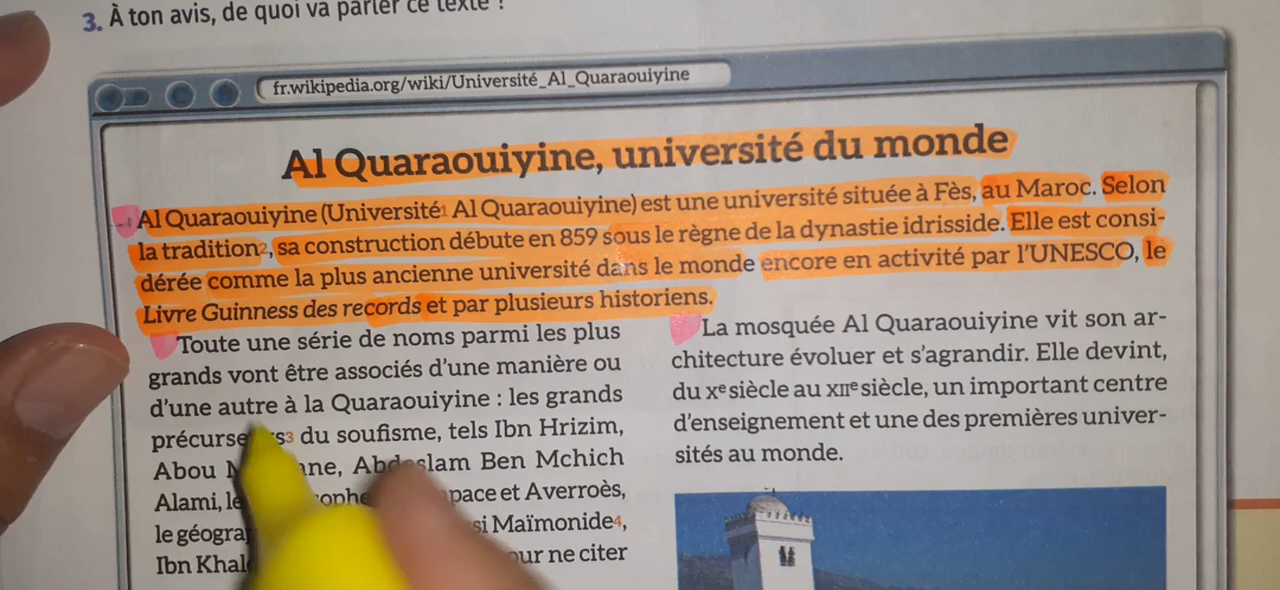 3. À ton avis, de quoi va parler ce texte ?
fr.wikipedia.org/wiki/Université_Al_Quaraouiyine
Al Quaraouiyine, université du monde
Al Quaraouiyine (Université1 Al Quaraouiyine) est une université située à Fès, au Maroc. Selon
la tradition2, sa construction débute en 859 sous le règne de la dynastie idrisside. Elle est consi-
dérée comme la plus ancienne université dans le monde encore en activité par l'UNESCO, le
Livre Guinness des records et par plusieurs historiens.
Toute une série de noms parmi les plus
grands vont être associés d'une manière ou
d'une autre à la Quaraouiyine : les grands
3 du soufisme, tels Ibn Hrizim,
Abou Ben Mchich
Alami, et Averroès,
Maïmonide4,
Ibn ne citer
La mosquée Al Quaraouiyine vit son ar-
chitecture évoluer et s'agrandir. Elle devint,
du Xe siècle au XIIe siècle, un important centre
d'enseignement et une des premières univer-
sités au monde.